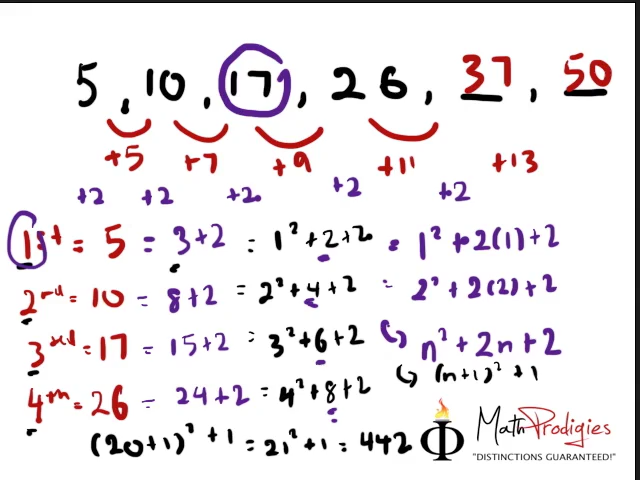 5, 10, 17, 26, 37, 50
+5 +7 +9 +11 +13
+2 +2 +2 +2 +2
1st = 5 = 3+2 = 1² + 2 + 2 = 1² + 2(1) + 2
2nd = 10 = 8+2 = 2² + 4 + 2 = 2² + 2(2) + 2
3rd = 17 = 15+2 = 3² + 6 + 2 ↪ n² + 2n + 2
↪ (n+1)² + 1
4th = 26 = 24+2 = 4² + 8 + 2
(20+1)² + 1 = 21² + 1 = 442
Math Prodigies
"DISTINCTIONS GUARANTEED!"